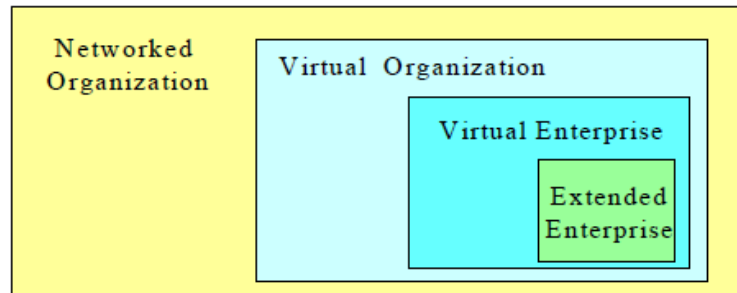 Networked
Organization
Virtual Organization
Virtual Enterprise
Extended
Enterprise